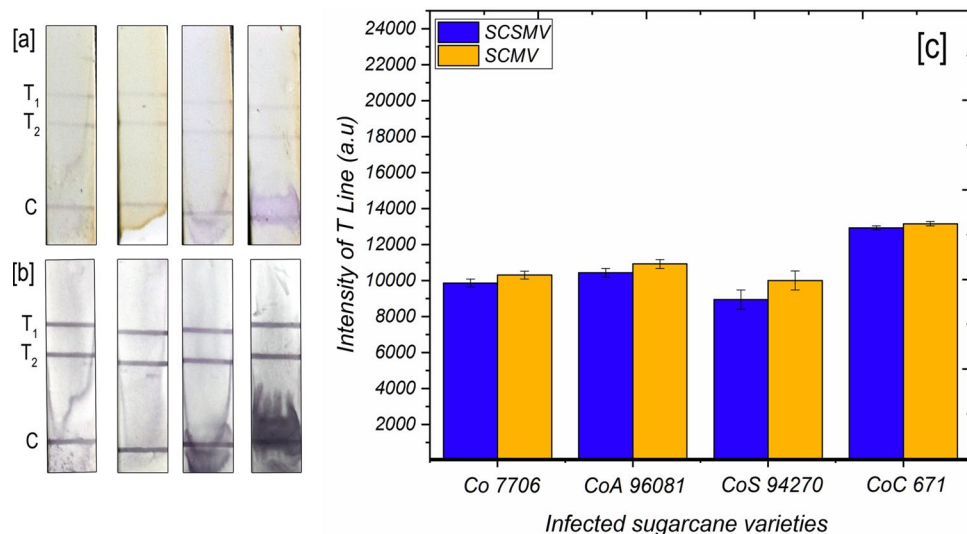 [a]
T1
T2
C
[b]
T1
T2
C
[c]
SCSMV
SCMV
Intensity of T Line (a.u)
24000
22000
20000
18000
16000
14000
12000
10000
8000
6000
4000
2000
Co 7706 CoA 96081 CoS 94270 CoC 671
Infected sugarcane varieties